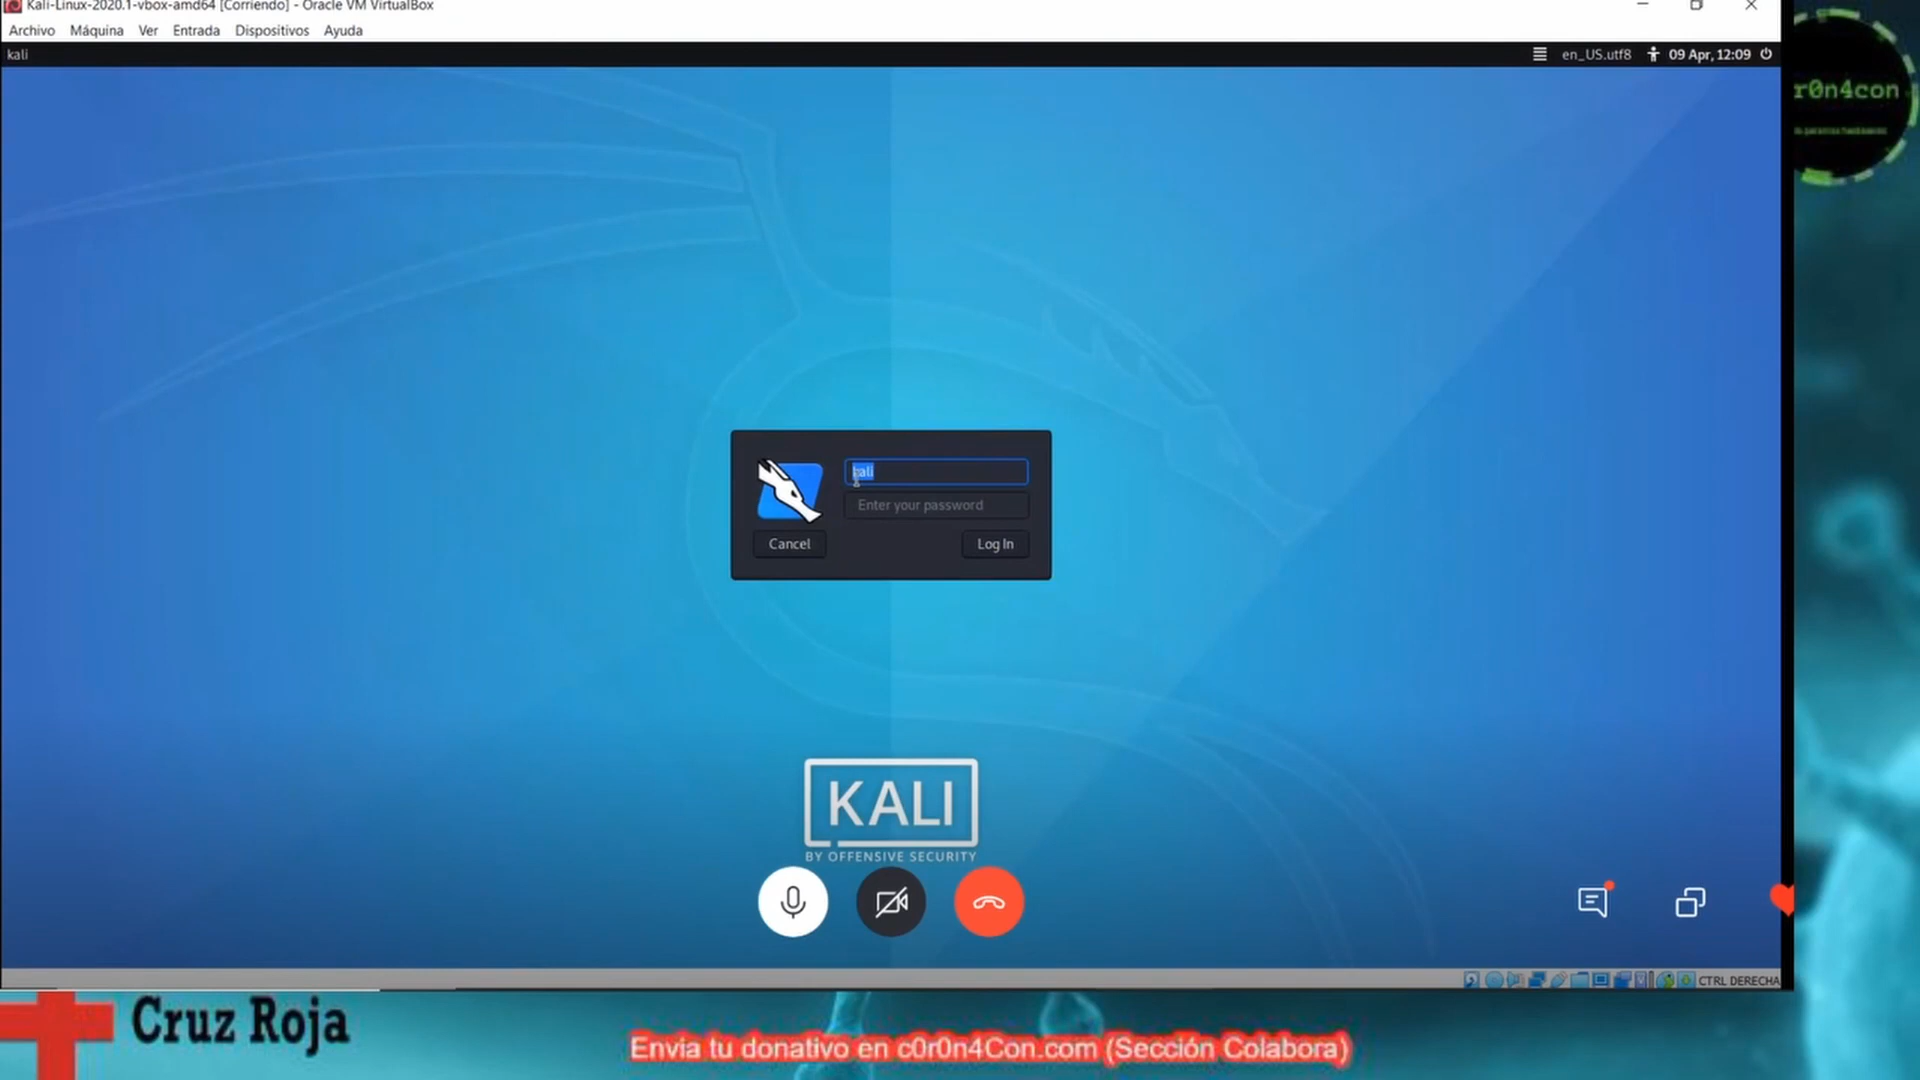 Kali-Linux-2020.1-vbox-amd64 [Corriendo] - Oracle VM VirtualBox
Archivo Máquina Ver Entrada Dispositivos Ayuda
kali
en_US.utf8 09 Apr, 12:09
r0n4con
kali
Enter your password
Cancel Log In
KALI
BY OFFENSIVE SECURITY
CTRL DERECHA
Cruz Roja
Envia tu donativo en c0r0n4Con.com (Sección Colabora)